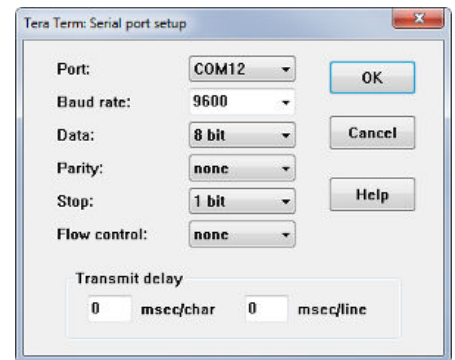 Tera Term: Serial port setup
Port: COM12 OK
Baud rate: 9600
Data: 8 bit Cancel
Parity: none
Stop: 1 bit Help
Flow control: none
Transmit delay
0 msec/char 0 msec/line